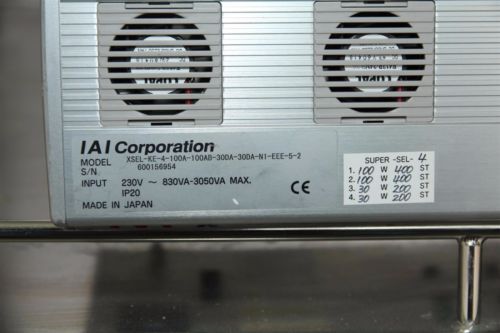 IAI Corporation
MODEL XSEL-KE-4-100A-100AB-30DA-30DA-N1-EEE-5-2
S/N 600156954
INPUT 230V ~ 830VA-3050VA MAX.
IP20
MADE IN JAPAN
CE
SUPER -SEL- 4
1. 100 W 400 ST
2. 100 W 400 ST
3. 30 W 200 ST
4. 30 W 200 ST